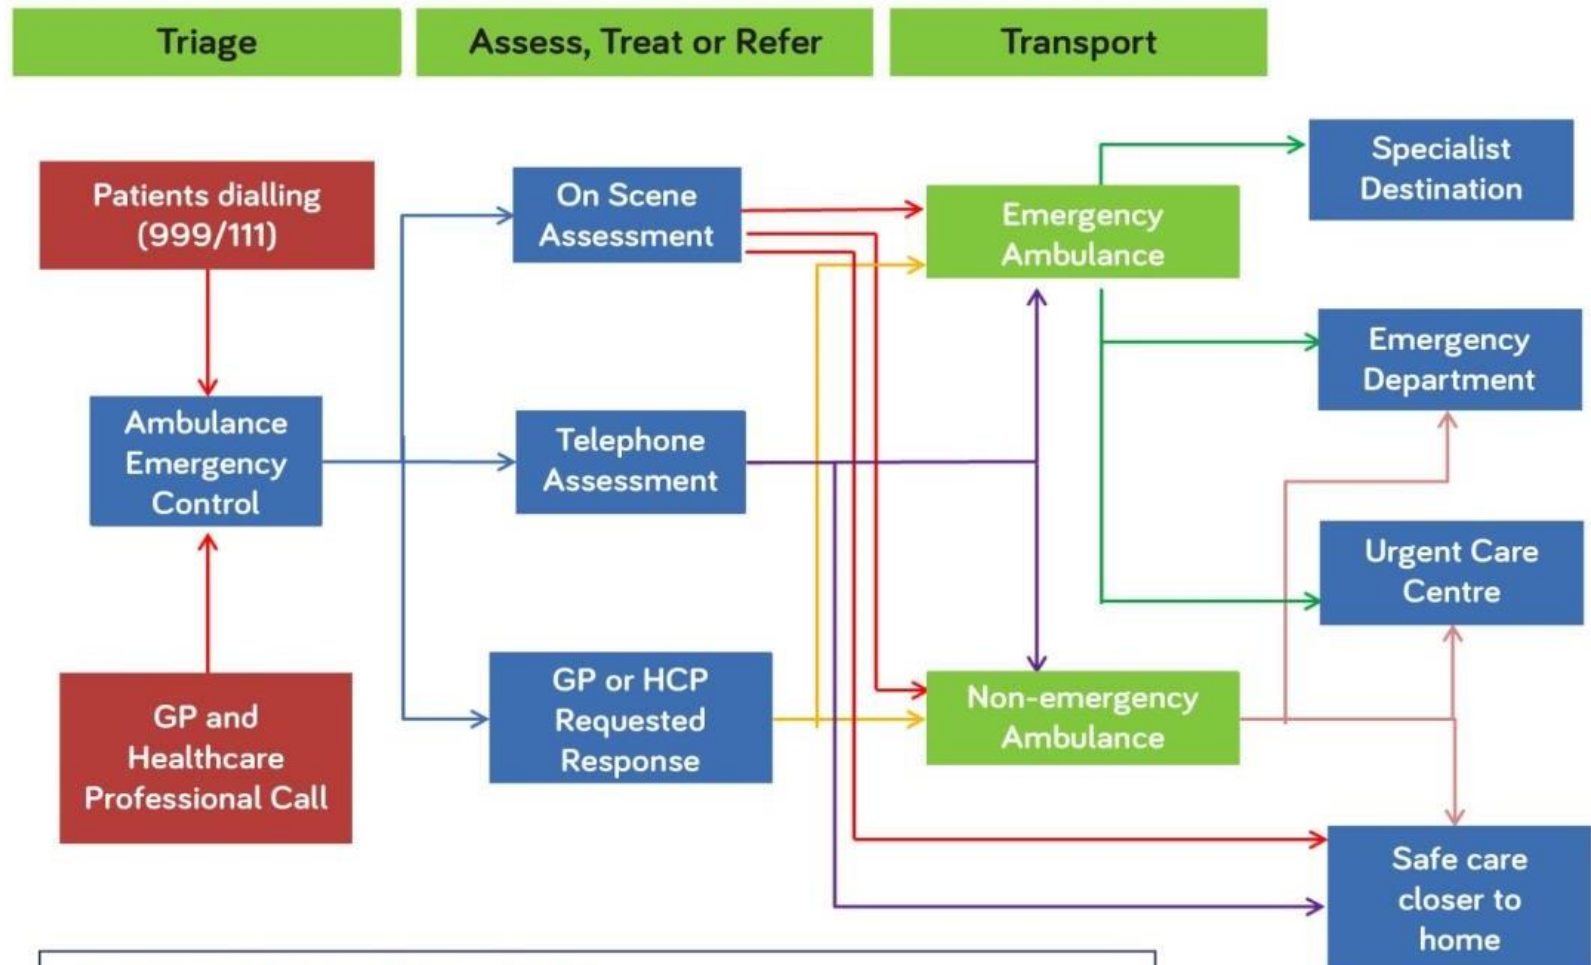 Triage
Assess, Treat or Refer
Transport
Patients dialling
(999/111)
Ambulance
Emergency
Control
GP and
Healthcare
Professional Call
On Scene
Assessment
Telephone
Assessment
GP or HCP
Requested
Response
Emergency
Ambulance
Non-emergency
Ambulance
Specialist
Destination
Emergency
Department
Urgent Care
Centre
Safe care
closer to
home